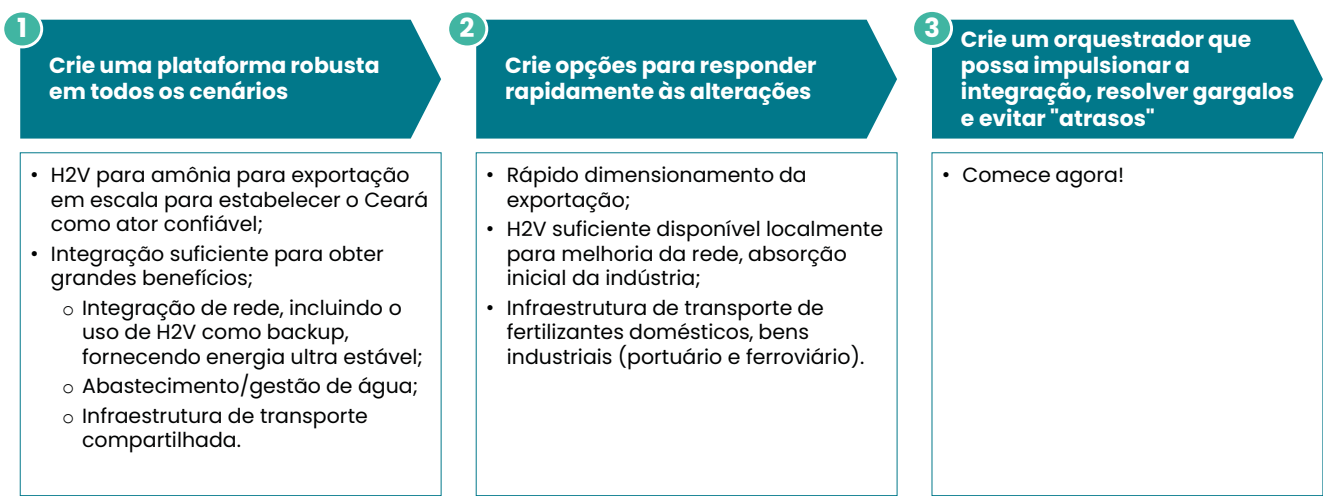 1
Crie uma plataforma robusta
em todos os cenários
• H2V para amônia para exportação
em escala para estabelecer o Ceará
como ator confiável;
• Integração suficiente para obter
grandes benefícios;
o Integração de rede, incluindo o
uso de H2V como backup,
fornecendo energia ultra estável;
o Abastecimento/gestão de água;
o Infraestrutura de transporte
compartilhada.
2
Crie opções para responder
rapidamente às alterações
• Rápido dimensionamento da
exportação;
• H2V suficiente disponível localmente
para melhoria da rede, absorção
inicial da indústria;
• Infraestrutura de transporte de
fertilizantes domésticos, bens
industriais (portuário e ferroviário).
3
Crie um orquestrador que
possa impulsionar a
integração, resolver gargalos
e evitar "atrasos"
• Comece agora!